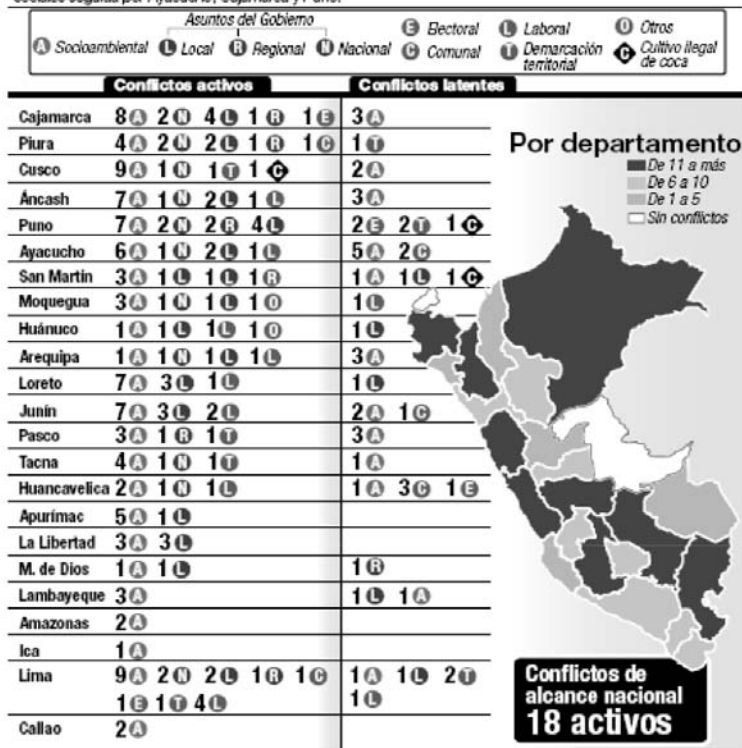 Asuntos del Gobierno
A Socioambiental L Local R Regional N Nacional E Electoral C Comunal L Laboral T Demarcación territorial O Otros C Cultivo ilegal de coca
Conflictos activos Conflictos latentes
Cajamarca 8 A 2 N 4 L 1 R 1 E 3 A
Piura 4 A 2 N 2 L 1 R 1 C 1 T
Cusco 9 A 1 N 1 T 1 C 2 A
Áncash 7 A 1 N 2 L 1 L 3 A
Puno 7 A 2 N 2 R 4 L 2 E 2 T 1 C
Ayacucho 6 A 1 N 2 L 1 L 5 A 2 C
San Martín 3 A 1 L 1 L 1 R 1 A 1 L 1 C
Moquegua 3 A 1 N 1 L 1 O 1 L
Huánuco 1 A 1 L 1 L 1 O 1 L
Arequipa 1 A 1 N 1 L 1 L 3 A
Loreto 7 A 3 L 1 L 1 L
Junín 7 A 3 L 2 L 2 A 1 C
Pasco 3 A 1 R 1 T 3 A
Tacna 4 A 1 N 1 T 1 A
Huancavelica 2 A 1 N 1 L 1 A 3 C 1 E
Apurímac 5 A 1 L
La Libertad 3 A 3 L
M. de Dios 1 A 1 L 1 R
Lambayeque 3 A 1 L 1 A
Amazonas 2 A
Ica 1 A
Lima 9 A 2 N 2 L 1 R 1 C 1 A 1 L 2 T
1 E 1 T 4 L 1 L
Callao 2 A
Por departamento
De 11 a más
De 6 a 10
De 1 a 5
Sin conflictos
Conflictos de
alcance nacional
18 activos